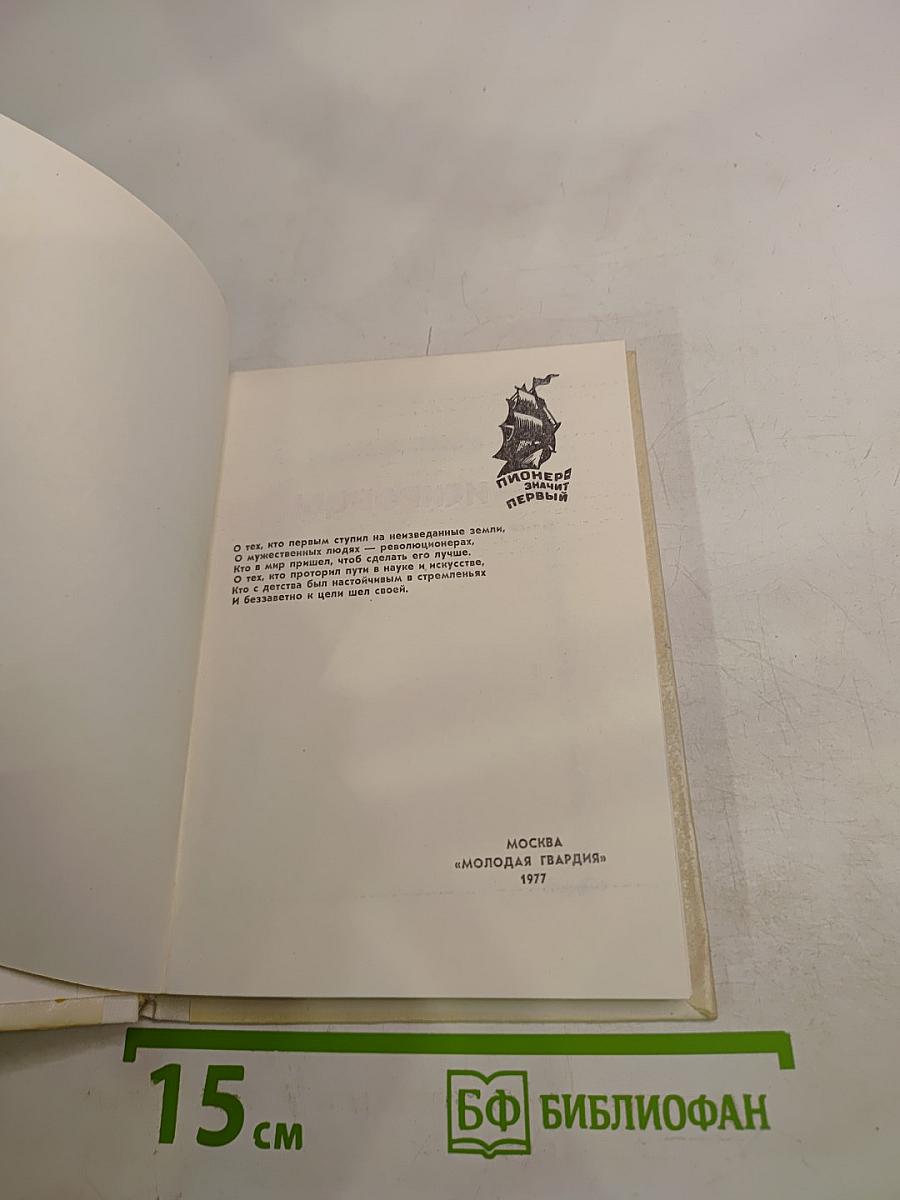 ПИОНЕР
ЗНАЧИТ
ПЕРВЫЙ
О тех, кто первым ступил на неизведанные земли,
О мужественных людях — революционерах,
Кто в мир пришел, чтоб сделать его лучше.
О тех, кто проторил пути в науке и искусстве,
Кто с детства был настойчивым в стремленьях
И беззаветно к цели шел своей.
МОСКВА
«МОЛОДАЯ ГВАРДИЯ»
1977
15 см
БФ БИБЛИОФАН